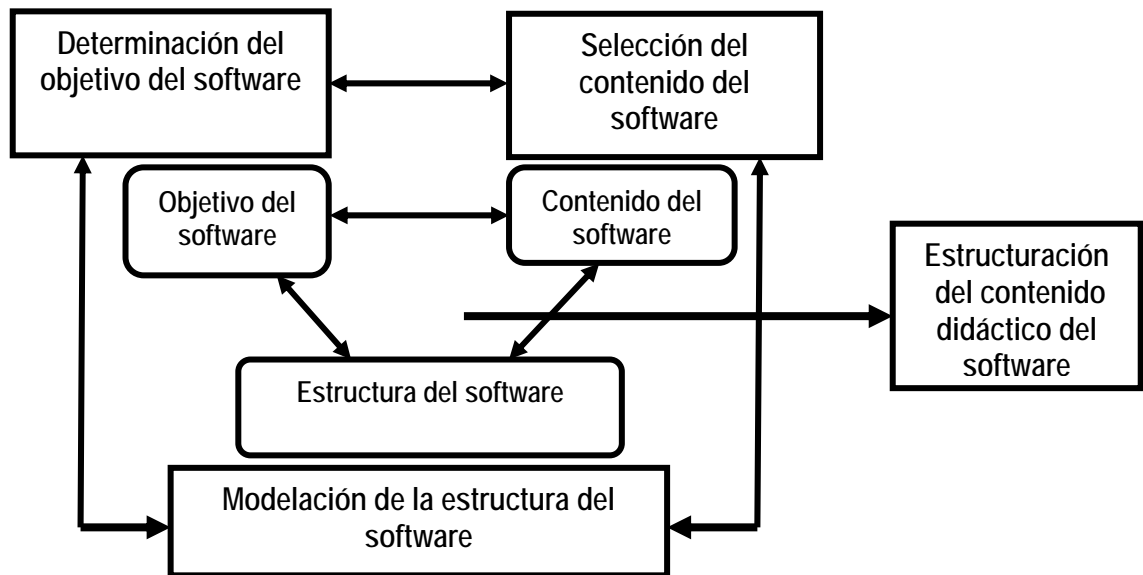 Determinación del
objetivo del software
Selección del
contenido del
software
Objetivo del
software
Contenido del
software
Estructuración
del contenido
didáctico del
software
Estructura del software
Modelación de la estructura del
software